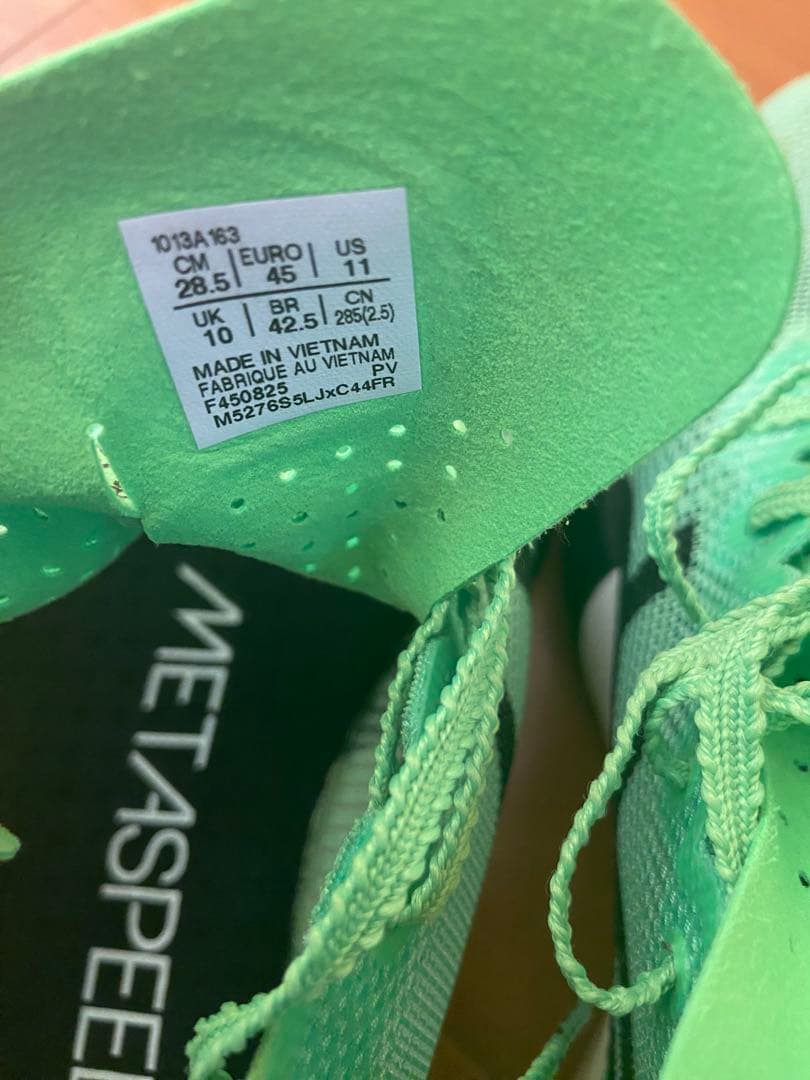 1013A163
CM | EURO | US
28.5 | 45 | 11
UK | BR | CN
10 | 42.5 | 285(2.5)
MADE IN VIETNAM
FABRIQUE AU VIETNAM
F450825 PV
M5276S5LJxC44FR
METASPEE